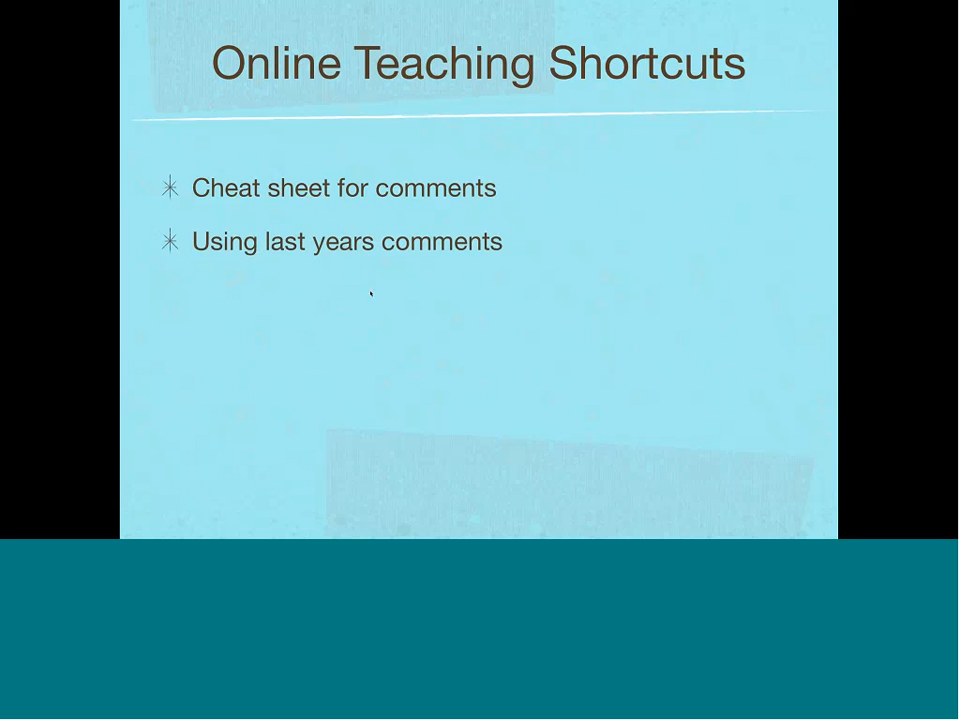 Online Teaching Shortcuts
Cheat sheet for comments
Using last years comments